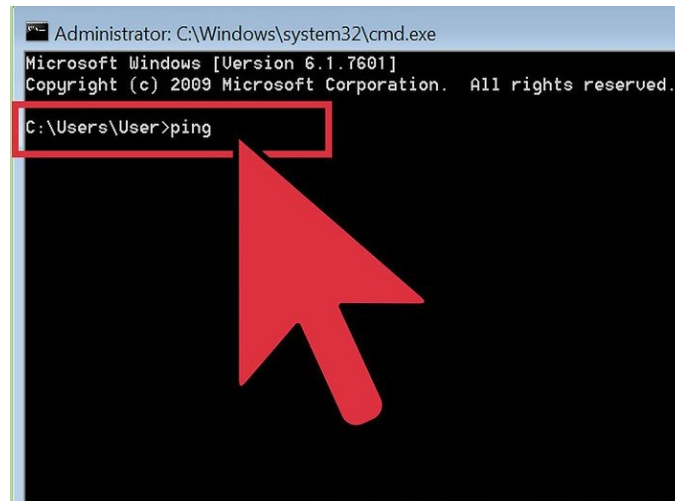 Administrator: C:\Windows\system32\cmd.exe
Microsoft Windows [Version 6.1.7601]
Copyright (c) 2009 Microsoft Corporation. All rights reserved.
C:\Users\User>ping